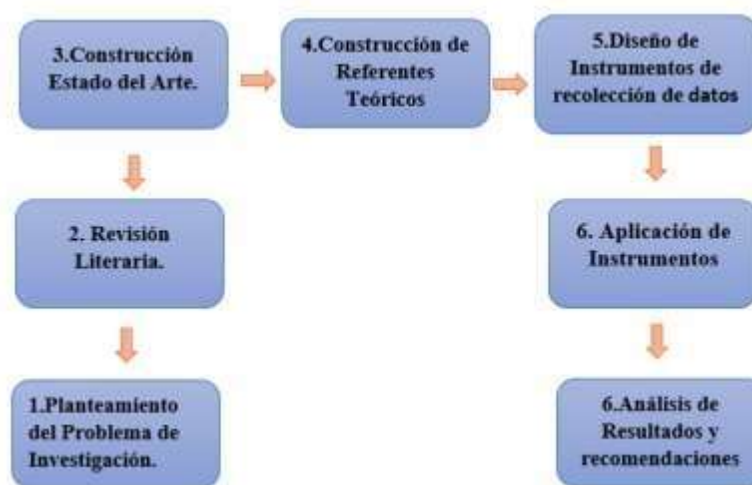 3.Construcción
Estado del Arte.
4.Construcción de
Referentes
Teóricos
5.Diseño de
Instrumentos de
recolección de datos
2. Revisión
Literaria.
6. Aplicación de
Instrumentos
1.Planteamiento
del Problema de
Investigación.
6.Análisis de
Resultados y
recomendaciones